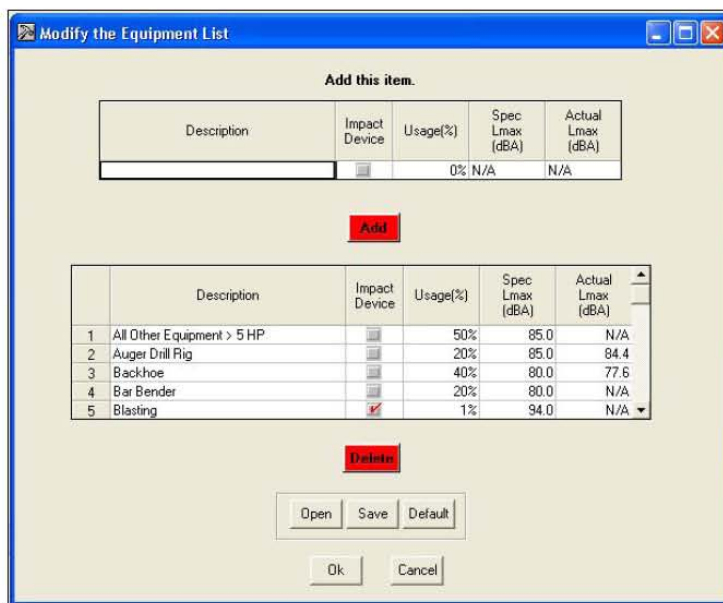 Modify the Equipment List
Add this item.
Description Impact Device Usage(%) Spec Lmax (dBA) Actual Lmax (dBA)
0% N/A N/A
Add
Description Impact Device Usage(%) Spec Lmax (dBA) Actual Lmax (dBA)
1 All Other Equipment > 5 HP 50% 85.0 N/A
2 Auger Drill Rig 20% 85.0 84.4
3 Backhoe 40% 80.0 77.6
4 Bar Bender 20% 80.0 N/A
5 Blasting 1% 94.0 N/A
Delete
Open Save Default
Ok Cancel